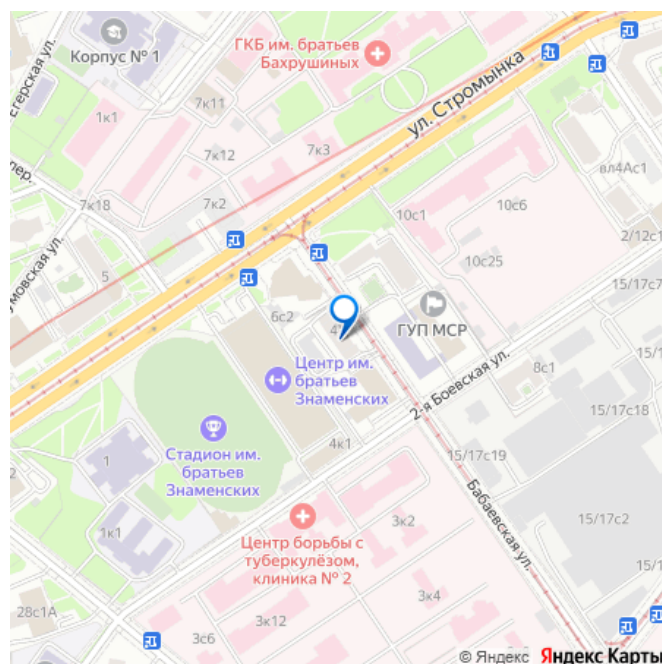 Корпус № 1
Егерская ул.
ГКБ им. братьев
Бахрушиных
ул. Стромынка
1к1
7к11
7к12
7к3
пер.
7к18
7к2
вл4Ас1
10с1
10с6
2/12с1
10с25
5
15/17с7
6с2
ГУП МСР
Центр им.
братьев
Знаменских
2-я Боевская ул.
8с1
Стадион им.
братьев
Знаменских
4к1
15/17с18
15/17с19
1
1к1
Бабаевская ул.
15/17с2
3к2
Центр борьбы с
туберкулёзом,
клиника № 2
28с1А
3к4
3к12
3с6
© Яндекс Яндекс Карты